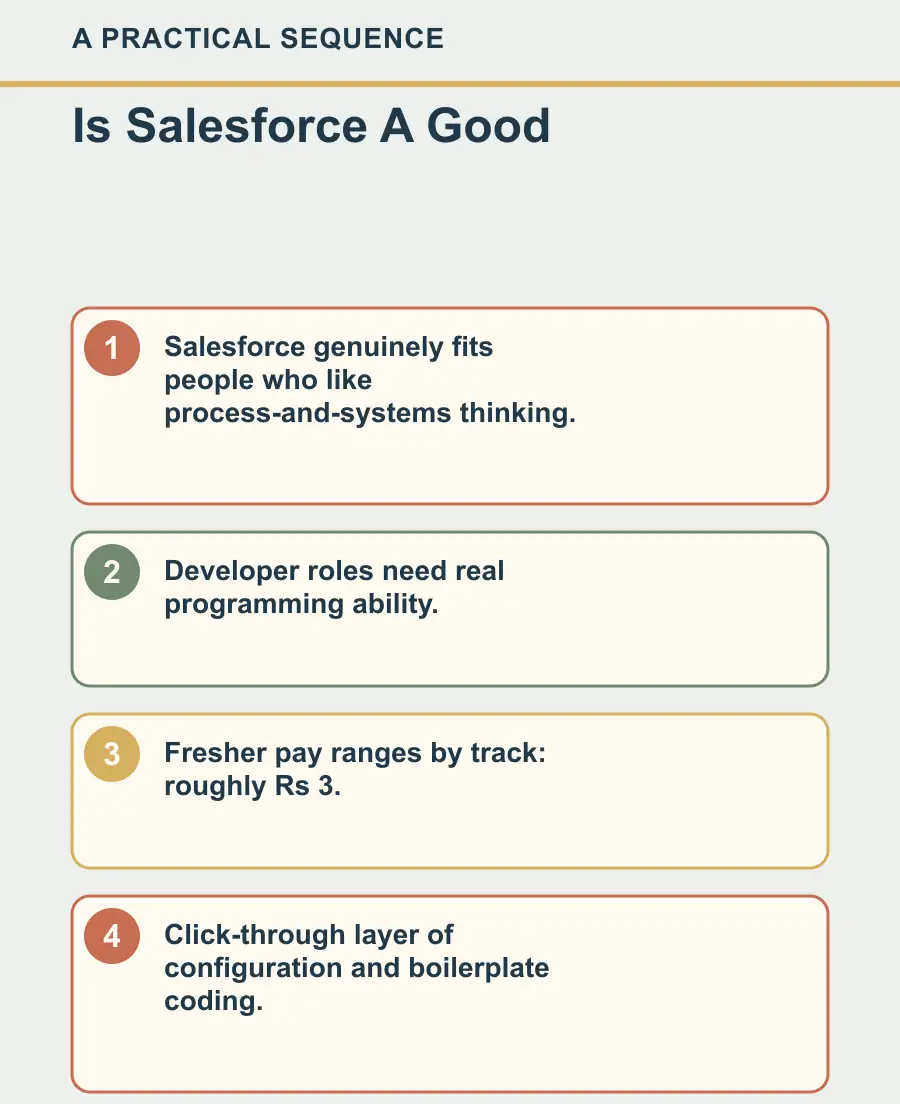 A PRACTICAL SEQUENCE
Is Salesforce A Good
1
Salesforce genuinely fits
people who like
process-and-systems thinking.
2
Developer roles need real
programming ability.
3
Fresher pay ranges by track:
roughly Rs 3.
4
Click-through layer of
configuration and boilerplate
coding.